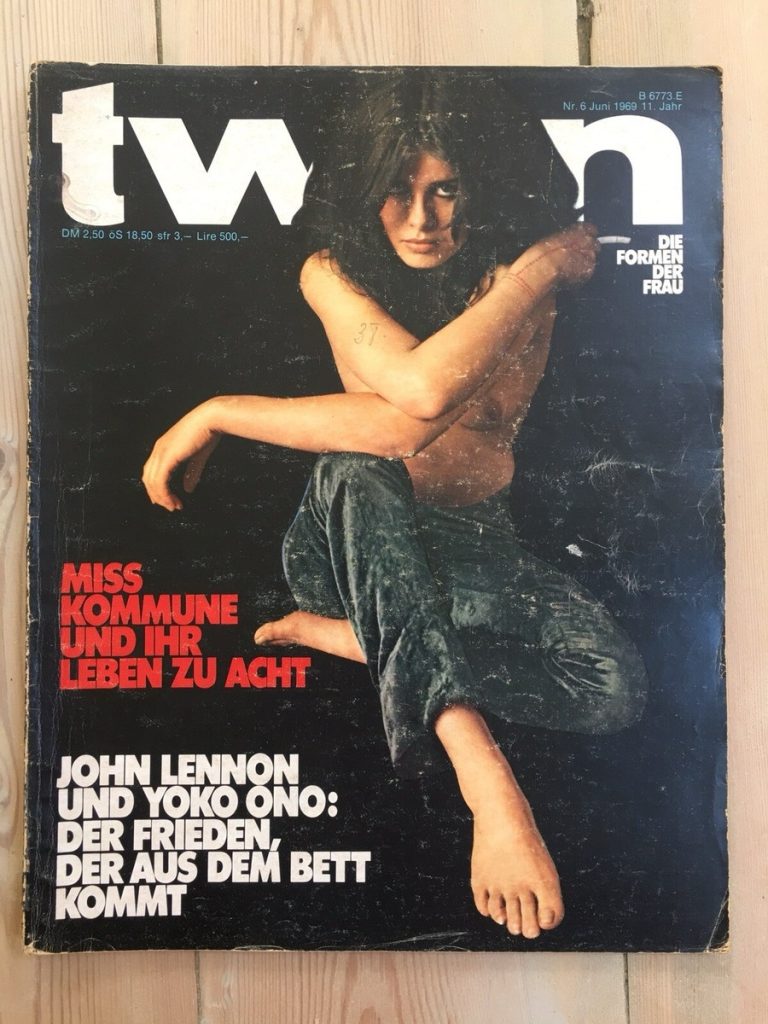 B 6773 E
Nr. 6 Juni 1969 11. Jahr
twen
DM 2,50 öS 18,50 sfr 3,– Lire 500,–
DIE
FORMEN
DER
FRAU
37
MISS
KOMMUNE
UND IHR
LEBEN ZU ACHT
JOHN LENNON
UND YOKO ONO:
DER FRIEDEN,
DER AUS DEM BETT
KOMMT